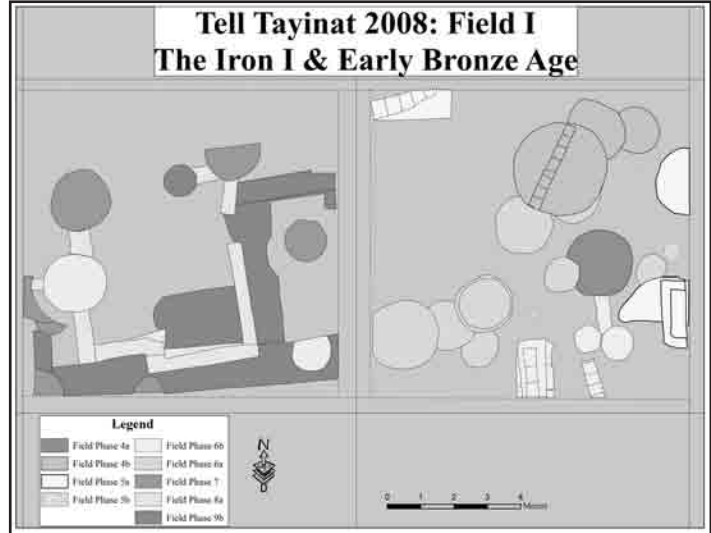 Tell Tayinat 2008: Field I
The Iron I & Early Bronze Age
Legend
Field Phase 4a
Field Phase 6b
Field Phase 4b
Field Phase 6a
Field Phase 5a
Field Phase 7
Field Phase 5b
Field Phase 8a
Field Phase 9b
N
0 1 2 3 4
Meters